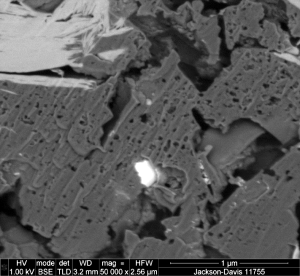 HV mode det WD mag HFW 1 µm
1.00 kV BSE TLD 3.2 mm 50 000 x 2.56 µm Jackson-Davis 11755